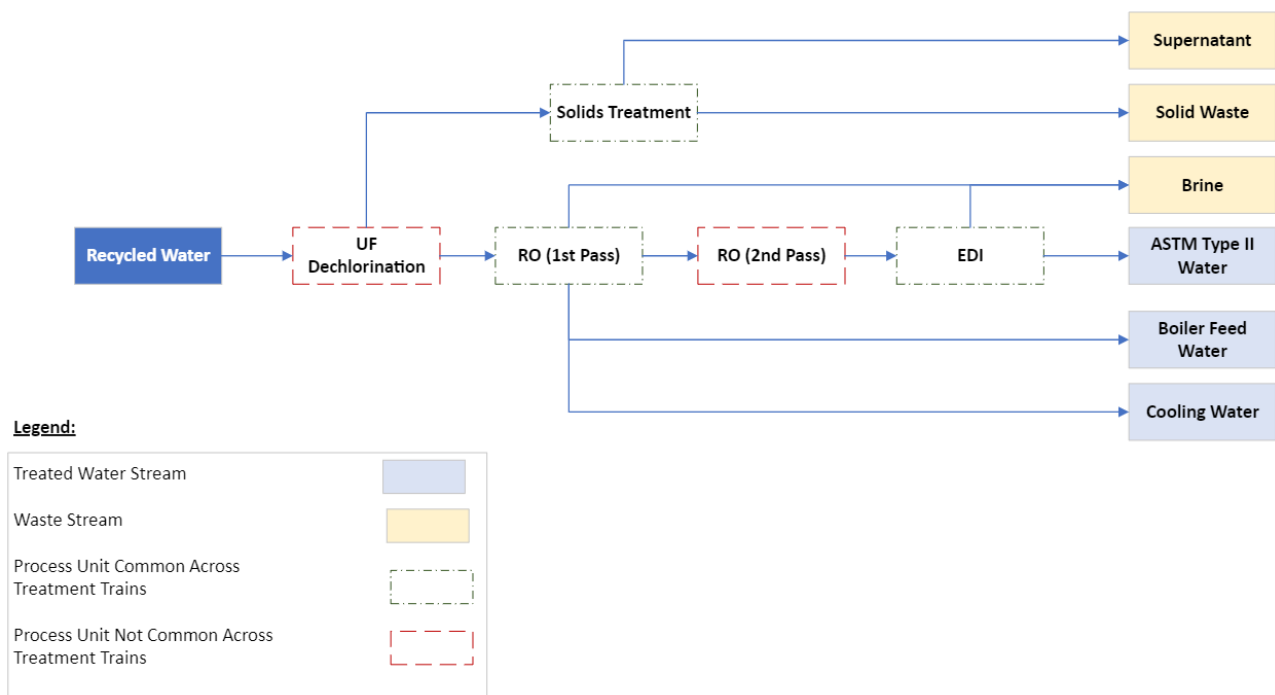 Supernatant
Solids Treatment
Solid Waste
Brine
Recycled Water
UF
Dechlorination
RO (1st Pass)
RO (2nd Pass)
EDI
ASTM Type II
Water
Boiler Feed
Water
Cooling Water
Legend:
Treated Water Stream
Waste Stream
Process Unit Common Across
Treatment Trains
Process Unit Not Common Across
Treatment Trains